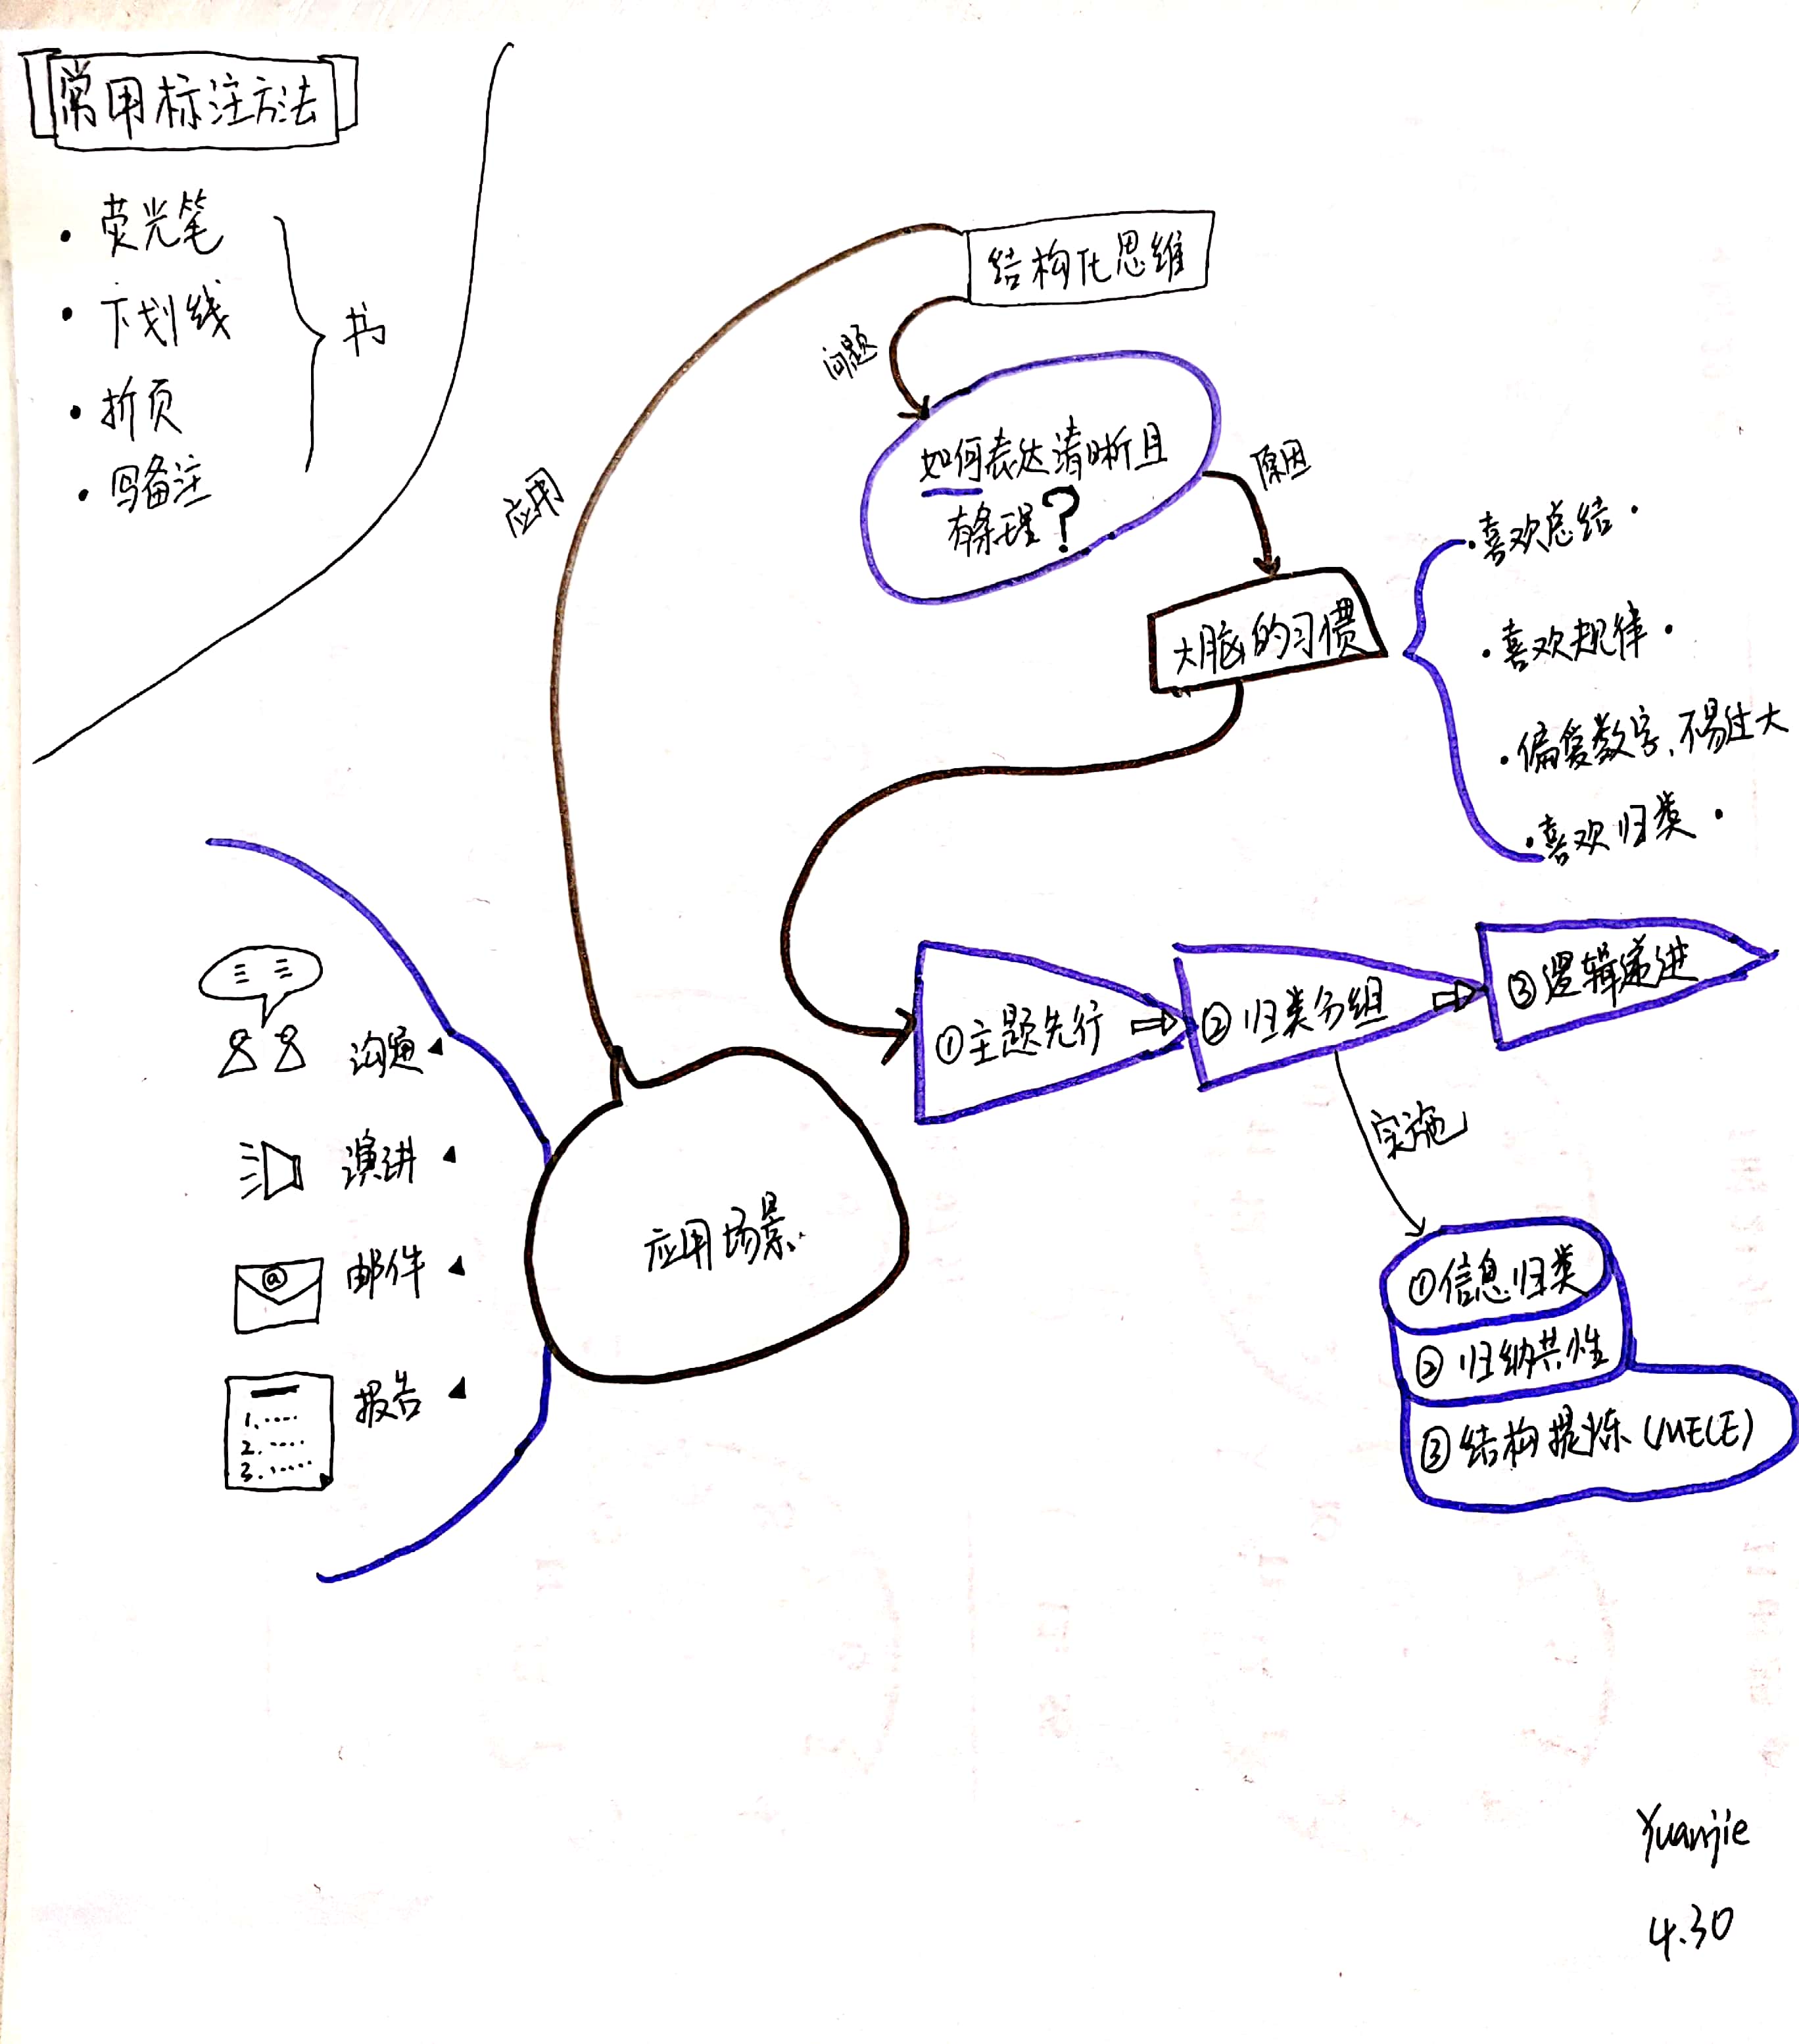 常用标注方法
· 荧光笔
· 下划线
· 折页
· 写备注
书
结构化思维
问题
如何表达清晰且
有条理?
原因
大脑的习惯
·喜欢总结·
·喜欢规律·
·偏爱数字,不易过大
·喜欢归类·
①主题先行
②归类分组
③逻辑递进
实施
①信息归类
②归纳共性
③结构提炼(MECE)
应用
应用场景
沟通
演讲
邮件
@
报告
1.....
2.....
3.....
Yuanjie
4.30